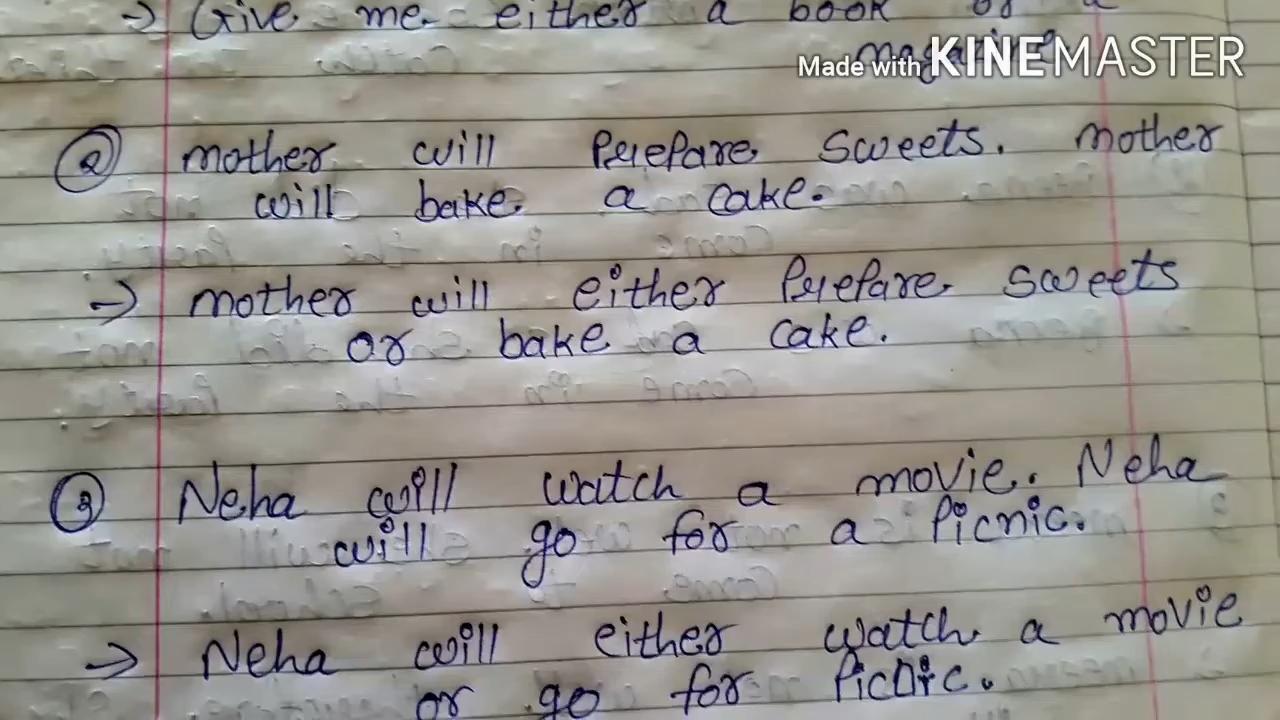 → Give me either a book or a
magazine
Made with KINEMASTER
② mother will Prepare sweets. mother
will bake a cake.
→ mother will either Prepare sweets
or bake a cake.
③ Neha will watch a movie. Neha
will go for a Picnic.
→ Neha will either watch a movie
or go for Picnic.